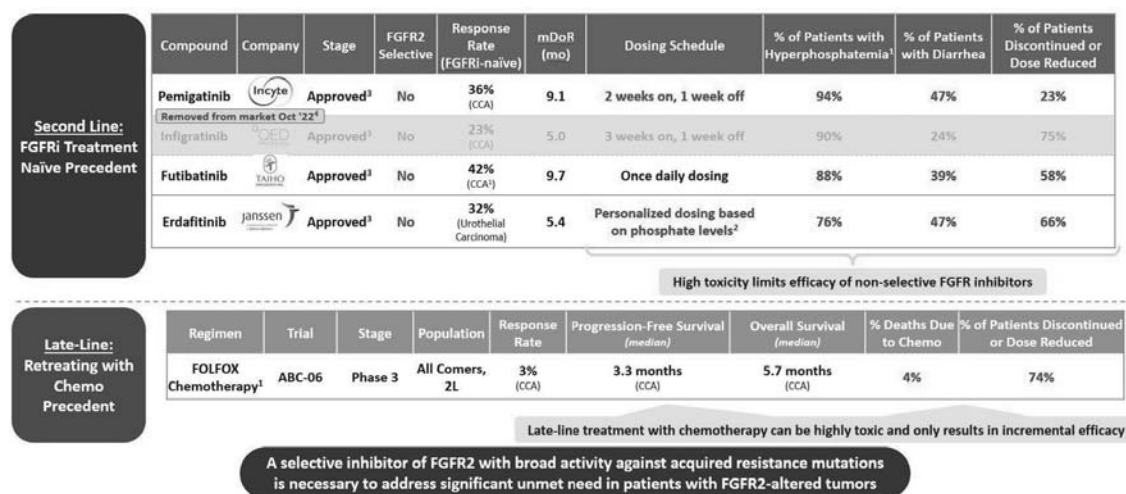 Second Line:
FGFRi Treatment
Naïve Precedent
Compound Company Stage FGFR2 Selective Response Rate (FGFRi-naïve) mDoR (mo) Dosing Schedule % of Patients with Hyperphosphatemia¹ % of Patients with Diarrhea % of Patients Discontinued or Dose Reduced
Pemigatinib Incyte Approved³ No 36% (CCA) 9.1 2 weeks on, 1 week off 94% 47% 23%
Removed from market Oct '22⁴
Infigratinib QED Approved³ No 23% (CCA) 5.0 3 weeks on, 1 week off 90% 24% 75%
Futibatinib TAIHO Approved³ No 42% (CCA¹) 9.7 Once daily dosing 88% 39% 58%
Erdafitinib Janssen Approved³ No 32% (Urothelial Carcinoma) 5.4 Personalized dosing based on phosphate levels² 76% 47% 66%
High toxicity limits efficacy of non-selective FGFR inhibitors
Late-Line:
Retreating with
Chemo
Precedent
Regimen Trial Stage Population Response Rate Progression-Free Survival (median) Overall Survival (median) % Deaths Due to Chemo % of Patients Discontinued or Dose Reduced
FOLFOX Chemotherapy¹ ABC-06 Phase 3 All Comers, 2L 3% (CCA) 3.3 months (CCA) 5.7 months (CCA) 4% 74%
Late-line treatment with chemotherapy can be highly toxic and only results in incremental efficacy
A selective inhibitor of FGFR2 with broad activity against acquired resistance mutations
is necessary to address significant unmet need in patients with FGFR2-altered tumors